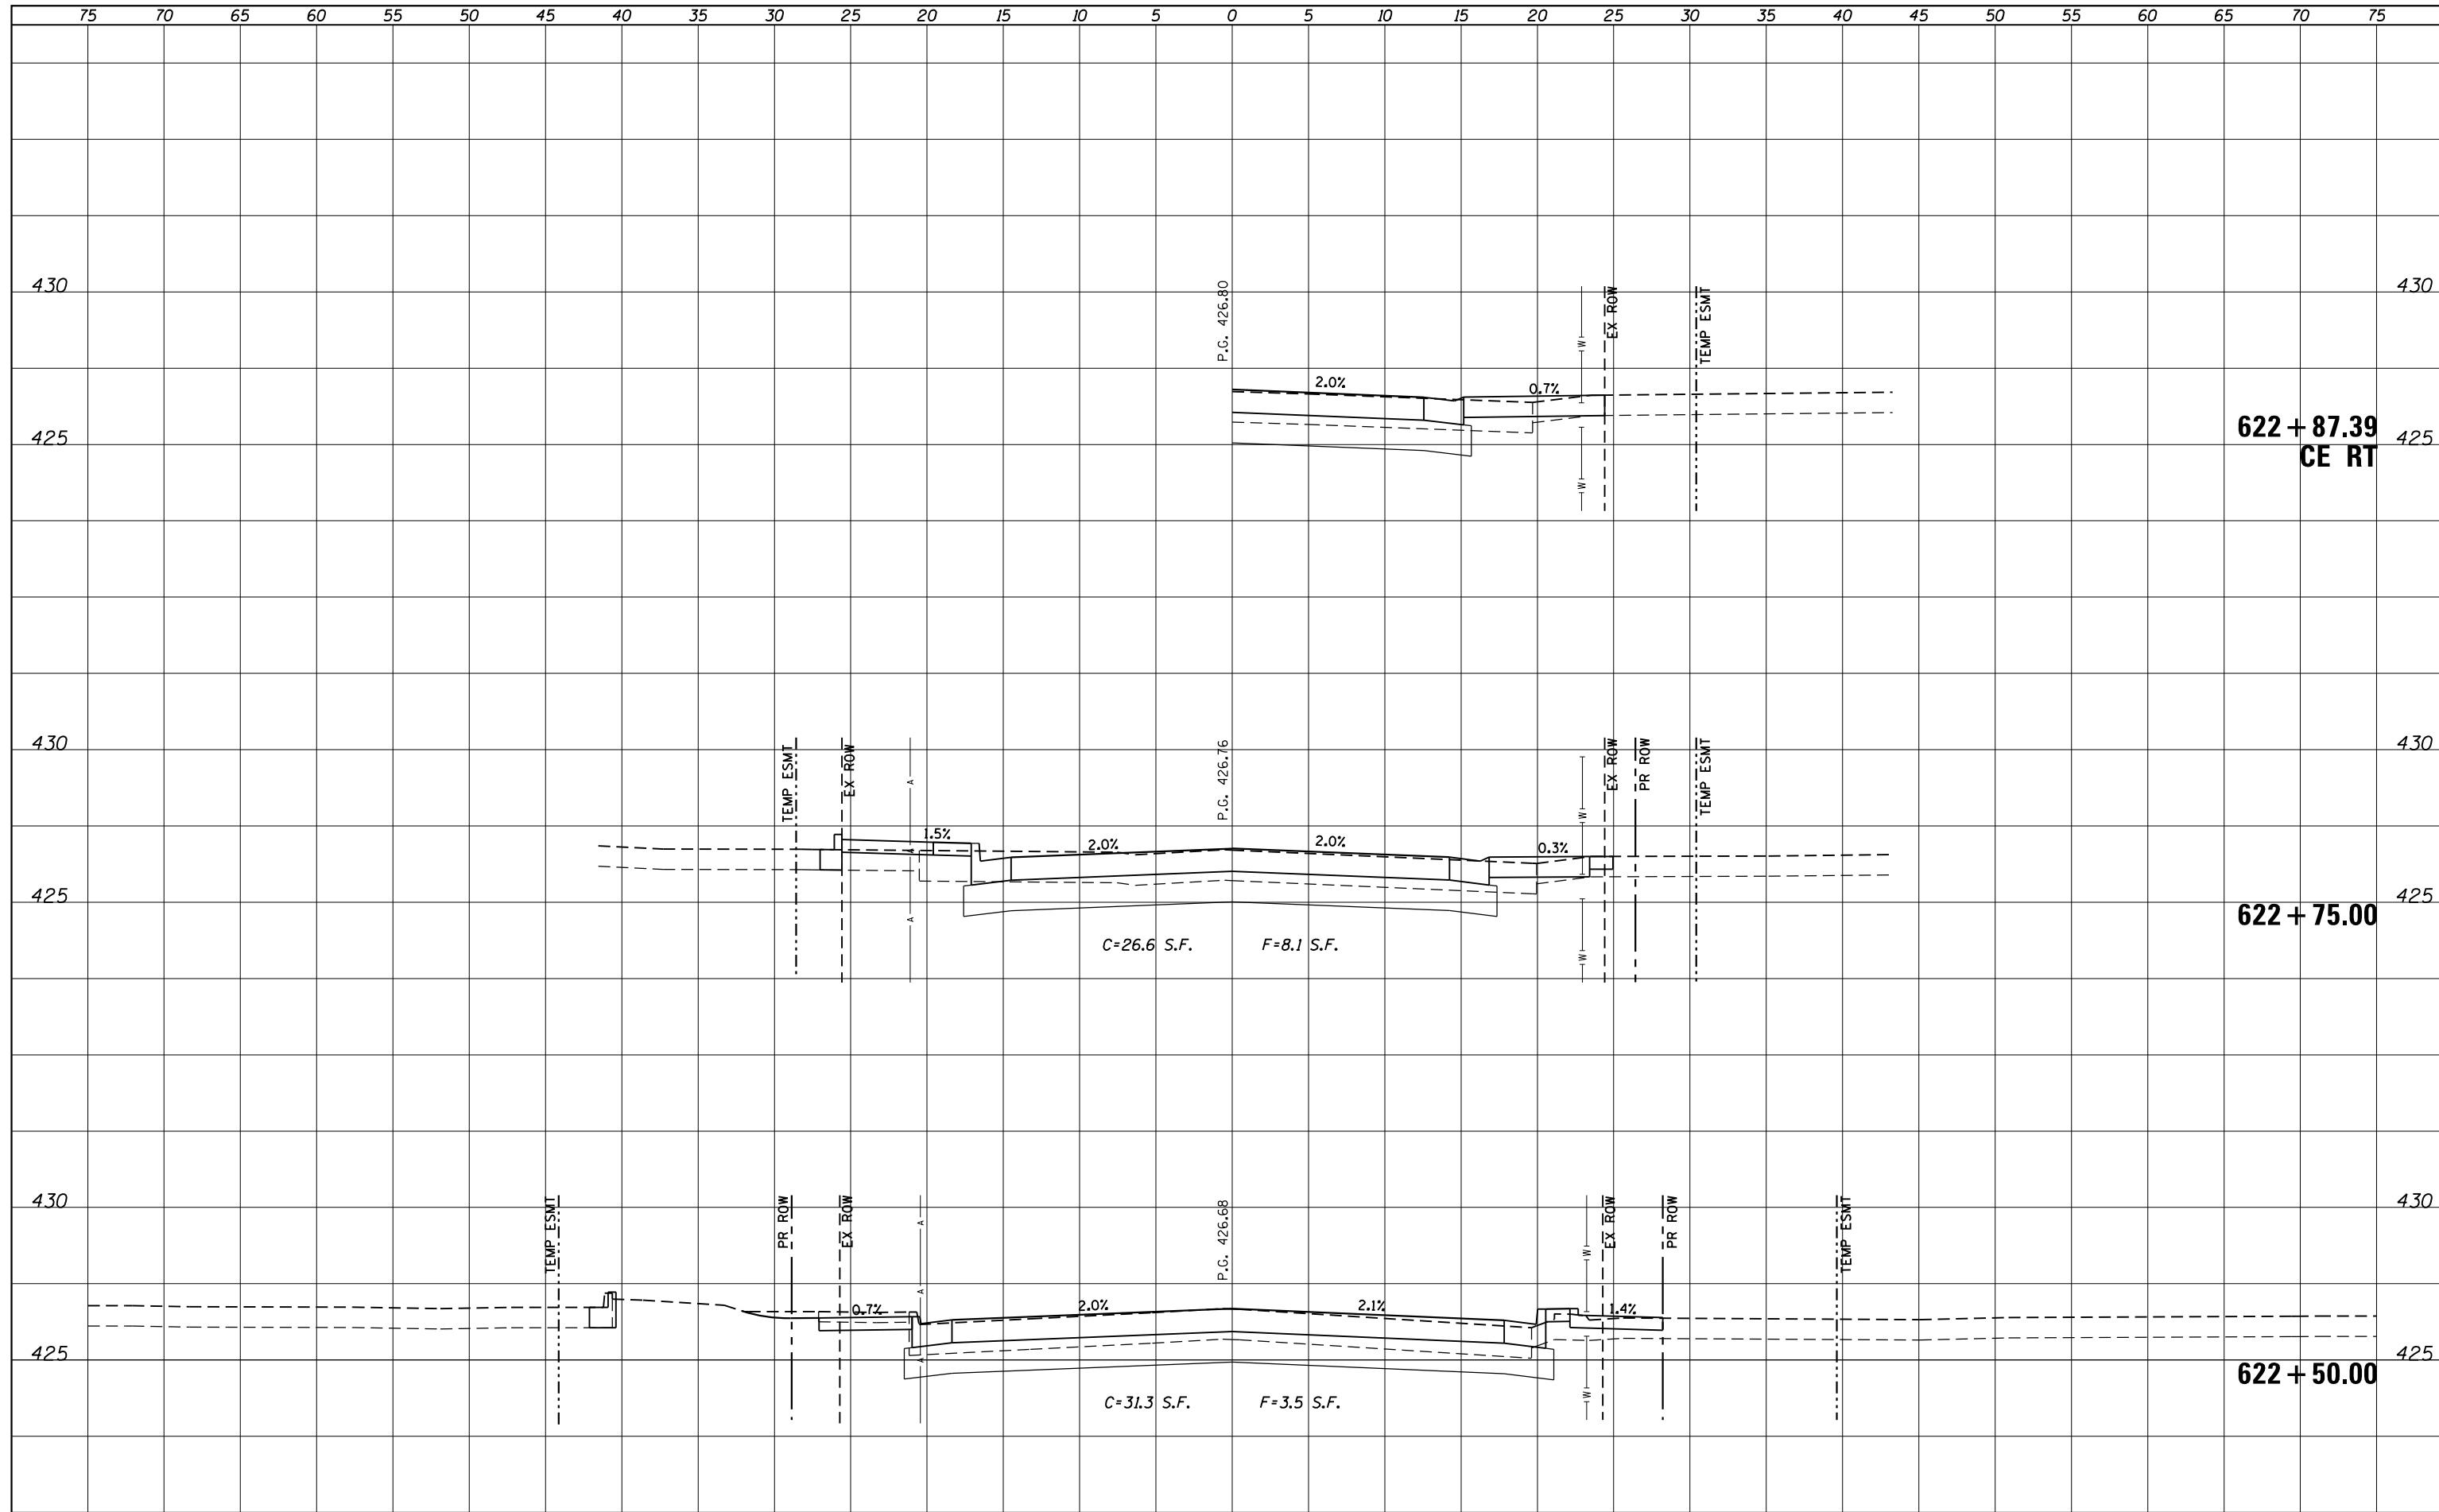 75 70 65 60 55 50 45 40 35 30 25 20 15 10 5 0 5 10 15 20 25 30 35 40 45 50 55 60 65 70 75
430 430
P.G. 426.80
W
EX ROW
TEMP ESMT
2.0% 0.7%
425 425
622+87.39
CE RT
W
430 430
TEMP ESMT
EX ROW
A
P.G. 426.76
W
EX ROW
PR ROW
TEMP ESMT
1.5% 2.0% 2.0% 0.3%
A
425 425
622+75.00
A
C=26.6 S.F. F=8.1 S.F.
W
430 430
TEMP ESMT
PR ROW
EX ROW
A
P.G. 426.68
W
EX ROW
PR ROW
TEMP ESMT
A
0.7% 2.0% 2.1% 1.4%
425 425
A
622+50.00
W
C=31.3 S.F. F=3.5 S.F.